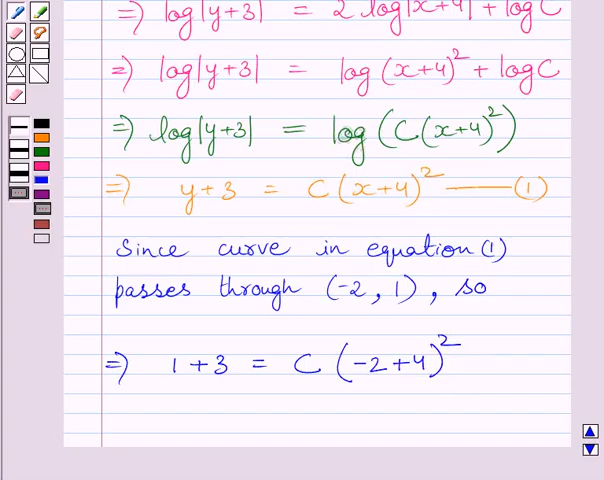 ⇒) log|y+3| = 2 log|x+4| + log C
⇒) log|y+3| = log (x+4)² + log C
⇒) log|y+3| = log (C(x+4)²)
⇒) y+3 = C (x+4)² —— (1)
Since curve in equation (1)
passes through (-2, 1), so
⇒) 1+3 = C (-2+4)²